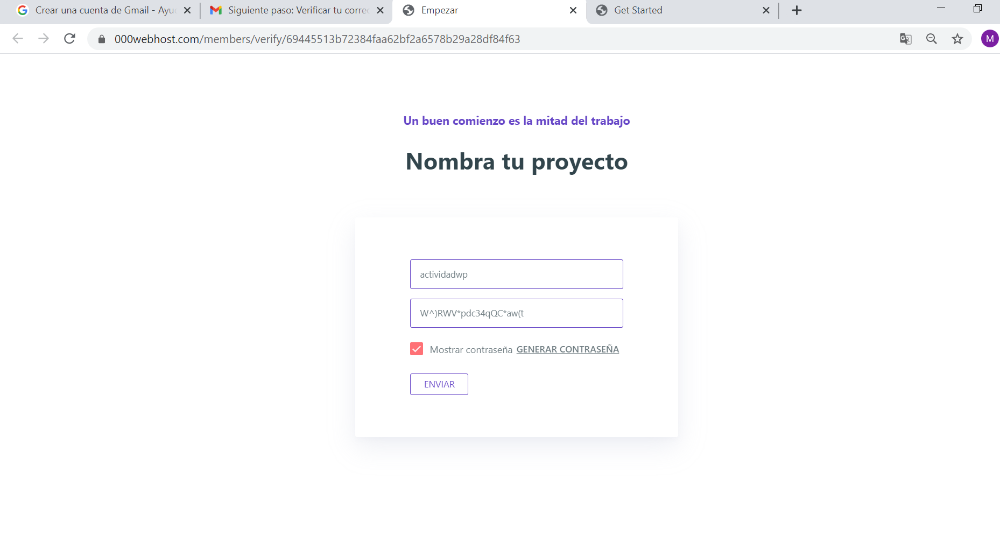 Crear una cuenta de Gmail - Ayu
Siguiente paso: Verificar tu correo
Empezar
Get Started
000webhost.com/members/verify/69445513b72384faa62bf2a6578b29a28df84f63
M
Un buen comienzo es la mitad del trabajo
Nombra tu proyecto
actividadwp
W^)RWV*pdc34qQC*aw(t
Mostrar contraseña GENERAR CONTRASEÑA
ENVIAR